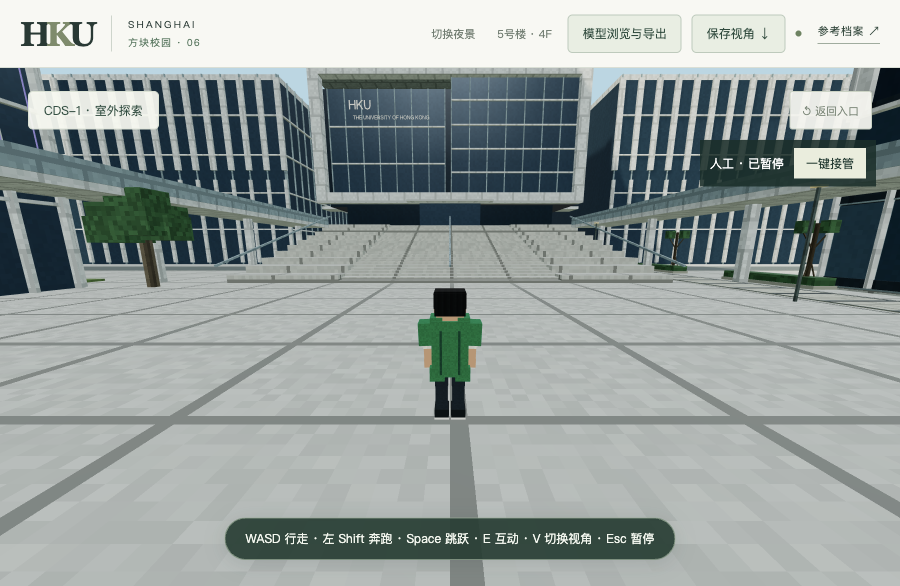 HKU
SHANGHAI
方块校园 · 06
切换夜景
5号楼 · 4F
模型浏览与导出
保存视角 ↓
参考档案 ↗
CDS–1 · 室外探索
↺ 返回入口
人工 · 已暂停
一键接管
HKU
THE UNIVERSITY OF HONG KONG
WASD 行走 · 左 Shift 奔跑 · Space 跳跃 · E 互动 · V 切换视角 · Esc 暂停